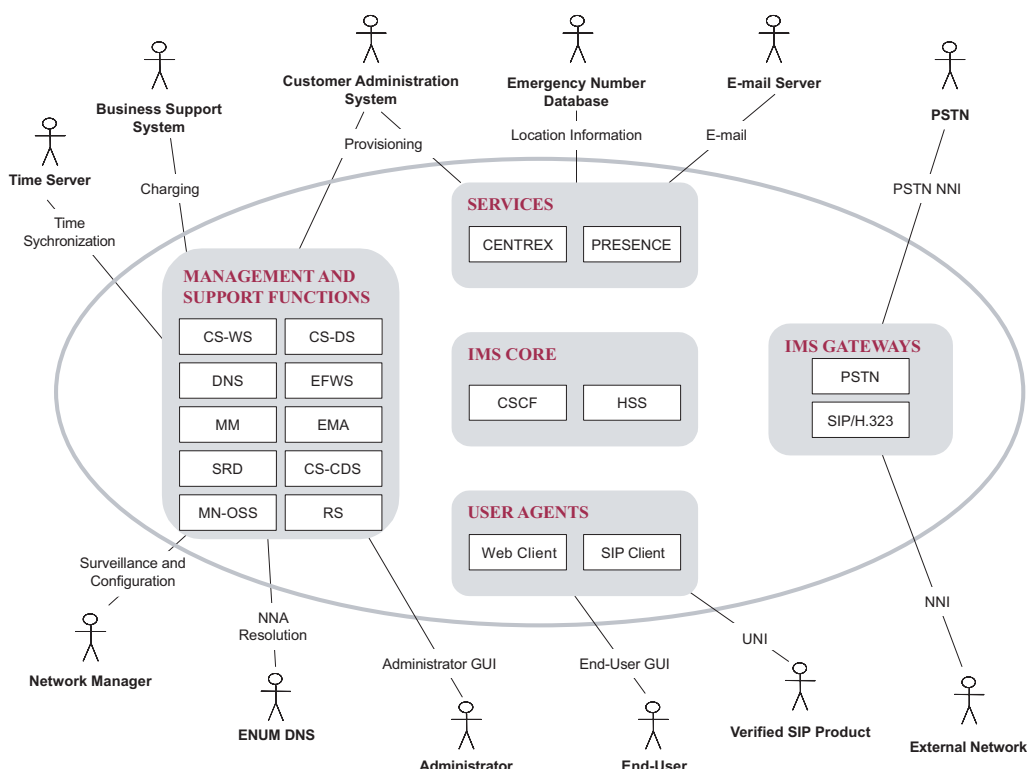 Customer Administration
System
Emergency Number
Database
E-mail Server
PSTN
Business Support
System
Time Server
Provisioning
Location Information
E-mail
PSTN NNI
Charging
Time
Sychronization
SERVICES
CENTREX
PRESENCE
MANAGEMENT AND
SUPPORT FUNCTIONS
CS-WS
CS-DS
DNS
EFWS
MM
EMA
SRD
CS-CDS
MN-OSS
RS
IMS CORE
CSCF
HSS
IMS GATEWAYS
PSTN
SIP/H.323
USER AGENTS
Web Client
SIP Client
Surveillance and
Configuration
NNA
Resolution
Administrator GUI
End-User GUI
UNI
NNI
Network Manager
ENUM DNS
Administrator
End-User
Verified SIP Product
External Network